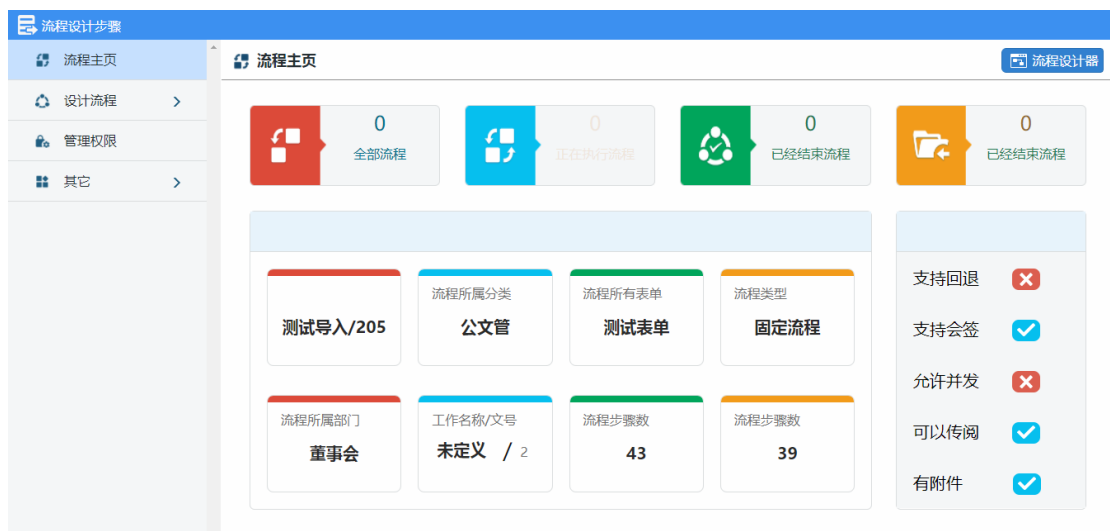 流程设计步骤
流程主页
设计流程
管理权限
其它
流程主页
流程设计器
0
全部流程
0
正在执行流程
0
已经结束流程
0
已经结束流程
测试导入/205
流程所属分类
公文管
流程所有表单
测试表单
流程类型
固定流程
流程所属部门
董事会
工作名称/文号
未定义 / 2
流程步骤数
43
流程步骤数
39
支持回退
支持会签
允许并发
可以传阅
有附件